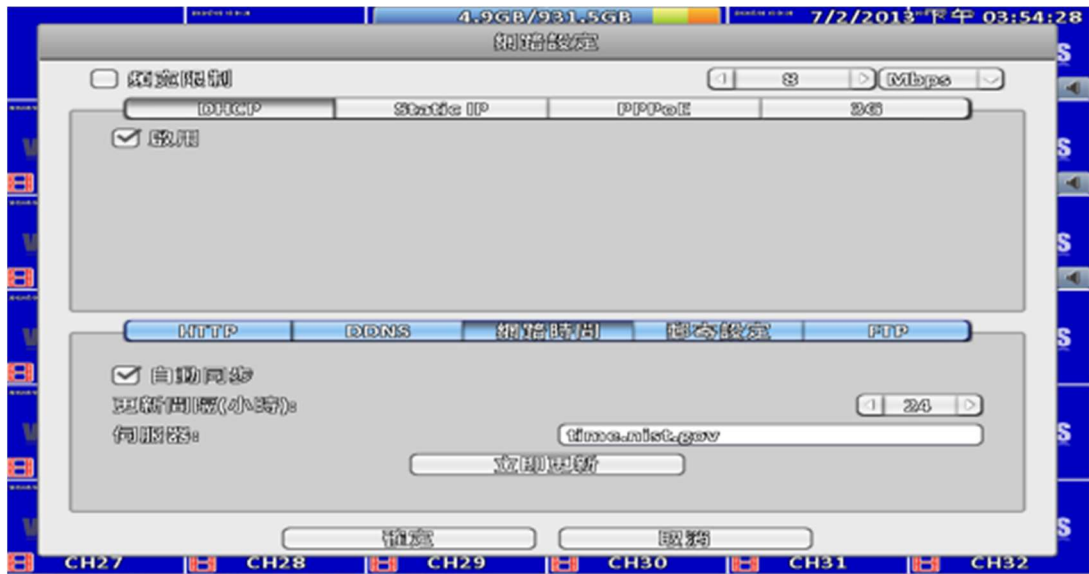 4.9GB/931.5GB 7/2/2013 下午 03:54:28
網路設定
頻寬限制 8 Mbps
DHCP Static IP PPPoE 3G
啟用
HTTP DDNS 網路時間 郵寄設定 FTP
自動同步
更新間隔(小時): 24
伺服器: time.nist.gov
立即更新
確定 取消
CH27 CH28 CH29 CH30 CH31 CH32